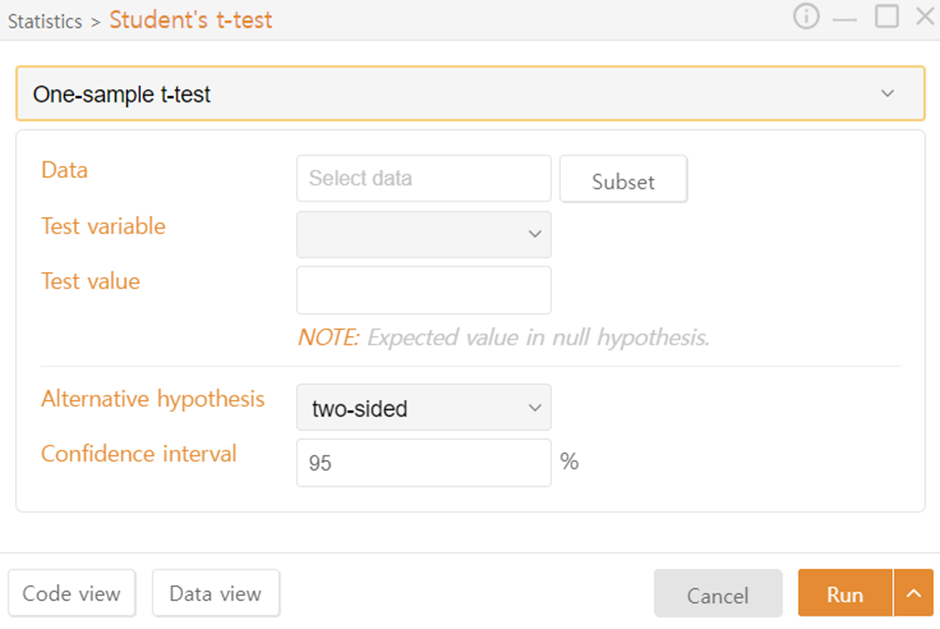 Statistics > Student's t-test
One-sample t-test
Data Select data Subset
Test variable
Test value
NOTE: Expected value in null hypothesis.
Alternative hypothesis two-sided
Confidence interval 95 %
Code view Data view Cancel Run